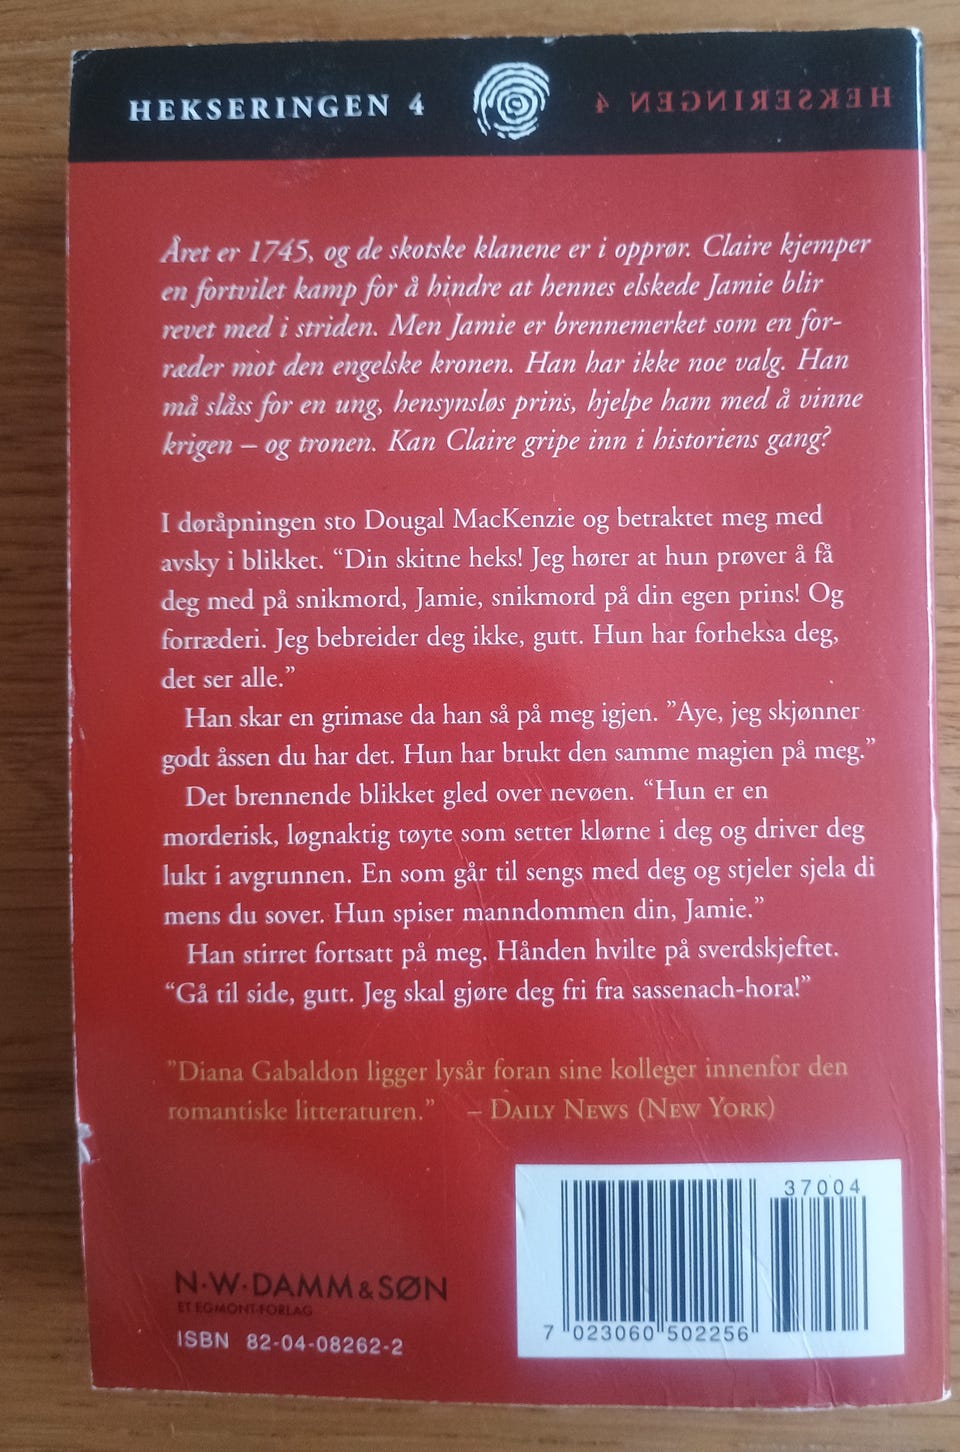 HEKSERINGEN 4
HEKSERINGEN 4
Året er 1745, og de skotske klanene er i opprør. Claire kjemper
en fortvilet kamp for å hindre at hennes elskede Jamie blir
revet med i striden. Men Jamie er brennemerket som en for-
ræder mot den engelske kronen. Han har ikke noe valg. Han
må slåss for en ung, hensynsløs prins, hjelpe ham med å vinne
krigen – og tronen. Kan Claire gripe inn i historiens gang?
I døråpningen sto Dougal MacKenzie og betraktet meg med
avsky i blikket. “Din skitne heks! Jeg hører at hun prøver å få
deg med på snikmord, Jamie, snikmord på din egen prins! Og
forræderi. Jeg bebreider deg ikke, gutt. Hun har forheksa deg,
det ser alle.”
Han skar en grimase da han så på meg igjen. ”Aye, jeg skjønner
godt åssen du har det. Hun har brukt den samme magien på meg.”
Det brennende blikket gled over nevøen. “Hun er en
morderisk, løgnaktig tøyte som setter klørne i deg og driver deg
lukt i avgrunnen. En som går til sengs med deg og stjeler sjela di
mens du sover. Hun spiser manndommen din, Jamie.”
Han stirret fortsatt på meg. Hånden hvilte på sverdskjeftet.
“Gå til side, gutt. Jeg skal gjøre deg fri fra sassenach-hora!”
”Diana Gabaldon ligger lysår foran sine kolleger innenfor den
romantiske litteraturen.” – DAILY NEWS (NEW YORK)
37004
N·W·DAMM & SØN
ET EGMONT-FORLAG
ISBN 82-04-08262-2
7 023060 502256